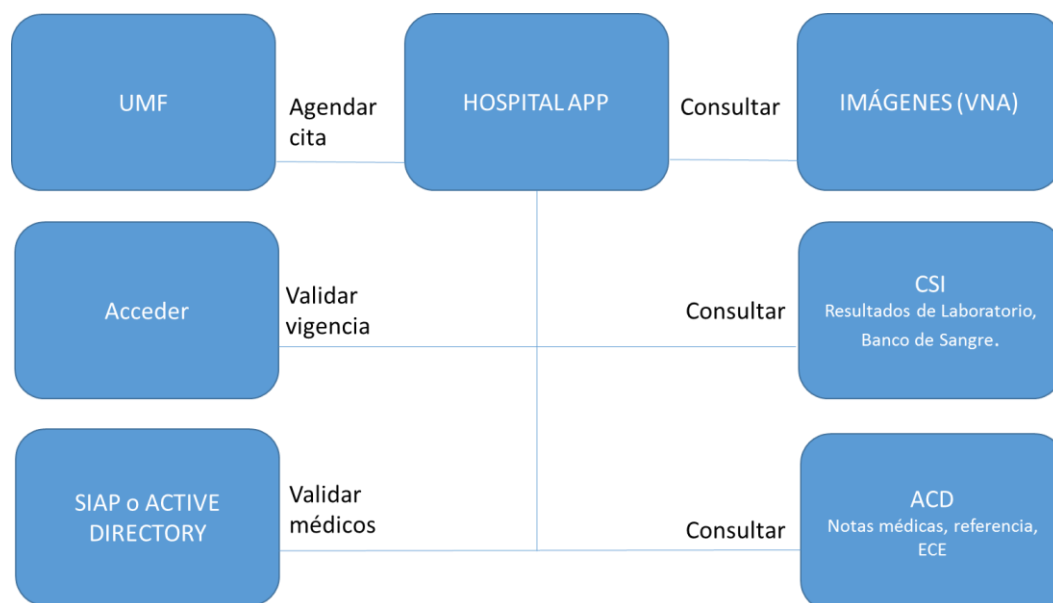 UMF
Agendar
cita
HOSPITAL APP
Consultar
IMÁGENES (VNA)
Acceder
Validar
vigencia
Consultar
CSI
Resultados de Laboratorio,
Banco de Sangre.
SIAP o ACTIVE
DIRECTORY
Validar
médicos
Consultar
ACD
Notas médicas, referencia,
ECE